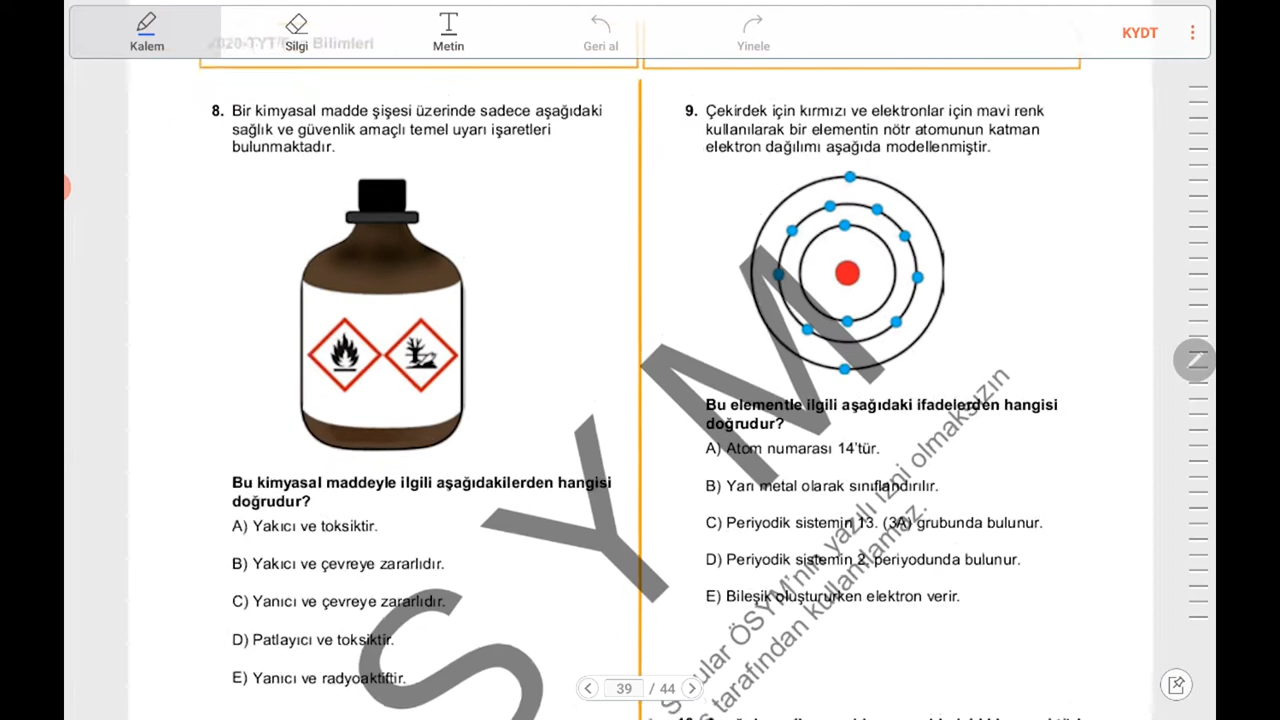 Kalem
Silgi
Metin
Geri al
Yinele
KYDT
8. Bir kimyasal madde şişesi üzerinde sadece aşağıdaki
sağlık ve güvenlik amaçlı temel uyarı işaretleri
bulunmaktadır.
Bu kimyasal maddeyle ilgili aşağıdakilerden hangisi
doğrudur?
A) Yakıcı ve toksiktir.
B) Yakıcı ve çevreye zararlıdır.
C) Yanıcı ve çevreye zararlıdır.
D) Patlayıcı ve toksiktir.
E) Yanıcı ve radyoaktiftir.
9. Çekirdek için kırmızı ve elektronlar için mavi renk
kullanılarak bir elementin nötr atomunun katman
elektron dağılımı aşağıda modellenmiştir.
Bu elementle ilgili aşağıdaki ifadelerden hangisi
doğrudur?
A) Atom numarası 14’tür.
B) Yarı metal olarak sınıflandırılır.
C) Periyodik sistemin 13. (3A) grubunda bulunur.
D) Periyodik sistemin 2. periyodunda bulunur.
E) Bileşik oluştururken elektron verir.
SYM
ular ÖSYM’nin yazılı izni olmaksızın
tarafından kullanılamaz.
39 / 44